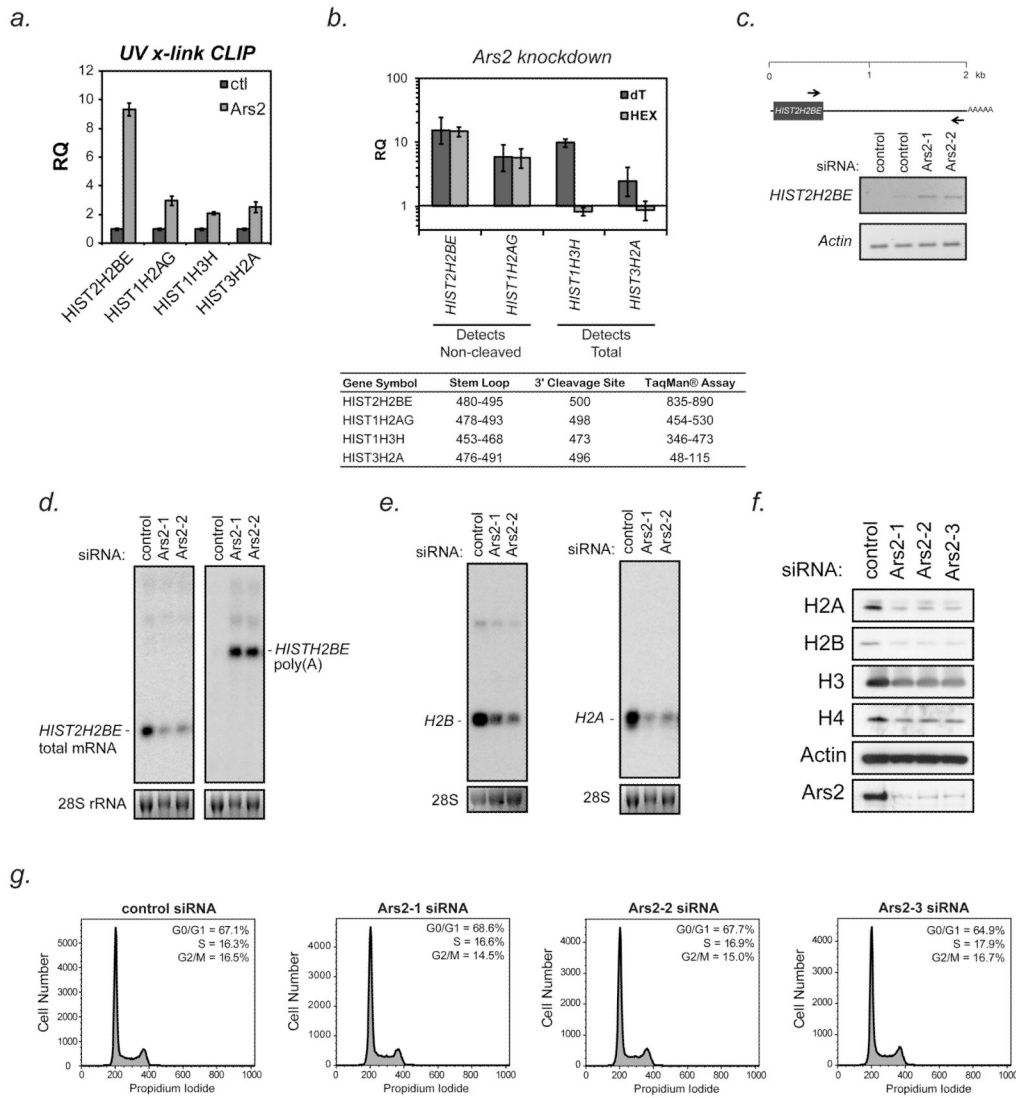 a.
UV x-link CLIP
12
10
8
6
4
2
0
RQ
ctl
Ars2
HIST2H2BE
HIST1H2AG
HIST1H3H
HIST3H2A
b.
Ars2 knockdown
100
10
1
RQ
dT
HEX
HIST2H2BE
HIST1H2AG
HIST1H3H
HIST3H2A
Detects
Non-cleaved
Detects
Total
Gene Symbol Stem Loop 3' Cleavage Site TaqMan® Assay
HIST2H2BE 480-495 500 835-890
HIST1H2AG 478-493 498 454-530
HIST1H3H 453-468 473 346-473
HIST3H2A 476-491 496 48-115
c.
0 1 2 kb
HIST2H2BE
AAAAA
siRNA: control control Ars2-1 Ars2-2
HIST2H2BE
Actin
d.
siRNA: control Ars2-1 Ars2-2 control Ars2-1 Ars2-2
- HISTH2BE
poly(A)
HIST2H2BE -
total mRNA
28S rRNA
e.
siRNA: control Ars2-1 Ars2-2
H2B -
28S
siRNA: control Ars2-1 Ars2-2
H2A -
28S
f.
siRNA: control Ars2-1 Ars2-2 Ars2-3
H2A
H2B
H3
H4
Actin
Ars2
g.
control siRNA
G0/G1 = 67.1%
S = 16.3%
G2/M = 16.5%
5000
4000
3000
2000
1000
0
Cell Number
0 200 400 600 800 1000
Propidium Iodide
Ars2-1 siRNA
G0/G1 = 68.6%
S = 16.6%
G2/M = 14.5%
4000
3000
2000
1000
0
Cell Number
0 200 400 600 800 1000
Propidium Iodide
Ars2-2 siRNA
G0/G1 = 67.7%
S = 16.9%
G2/M = 15.0%
4000
3000
2000
1000
0
Cell Number
0 200 400 600 800 1000
Propidium Iodide
Ars2-3 siRNA
G0/G1 = 64.9%
S = 17.9%
G2/M = 16.7%
4000
3000
2000
1000
0
Cell Number
0 200 400 600 800 1000
Propidium Iodide